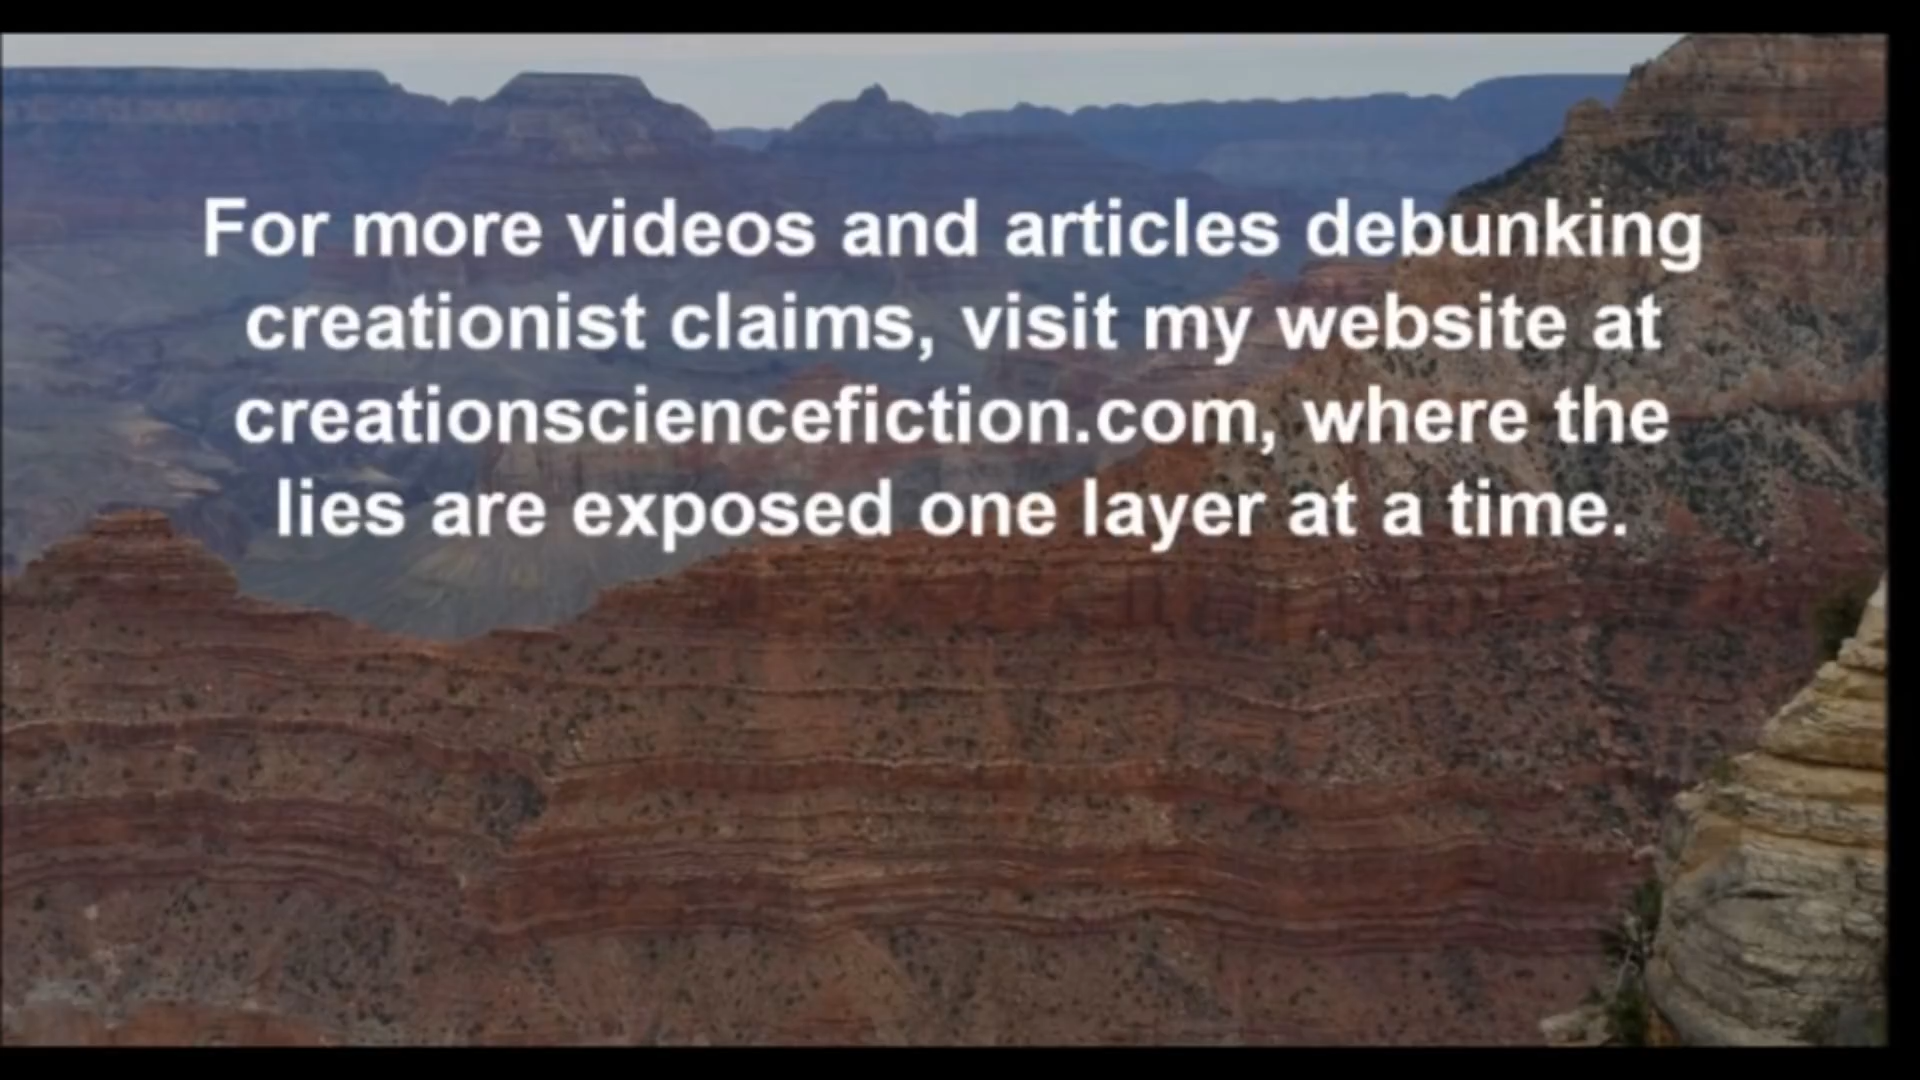 For more videos and articles debunking
creationist claims, visit my website at
creationsciencefiction.com, where the
lies are exposed one layer at a time.